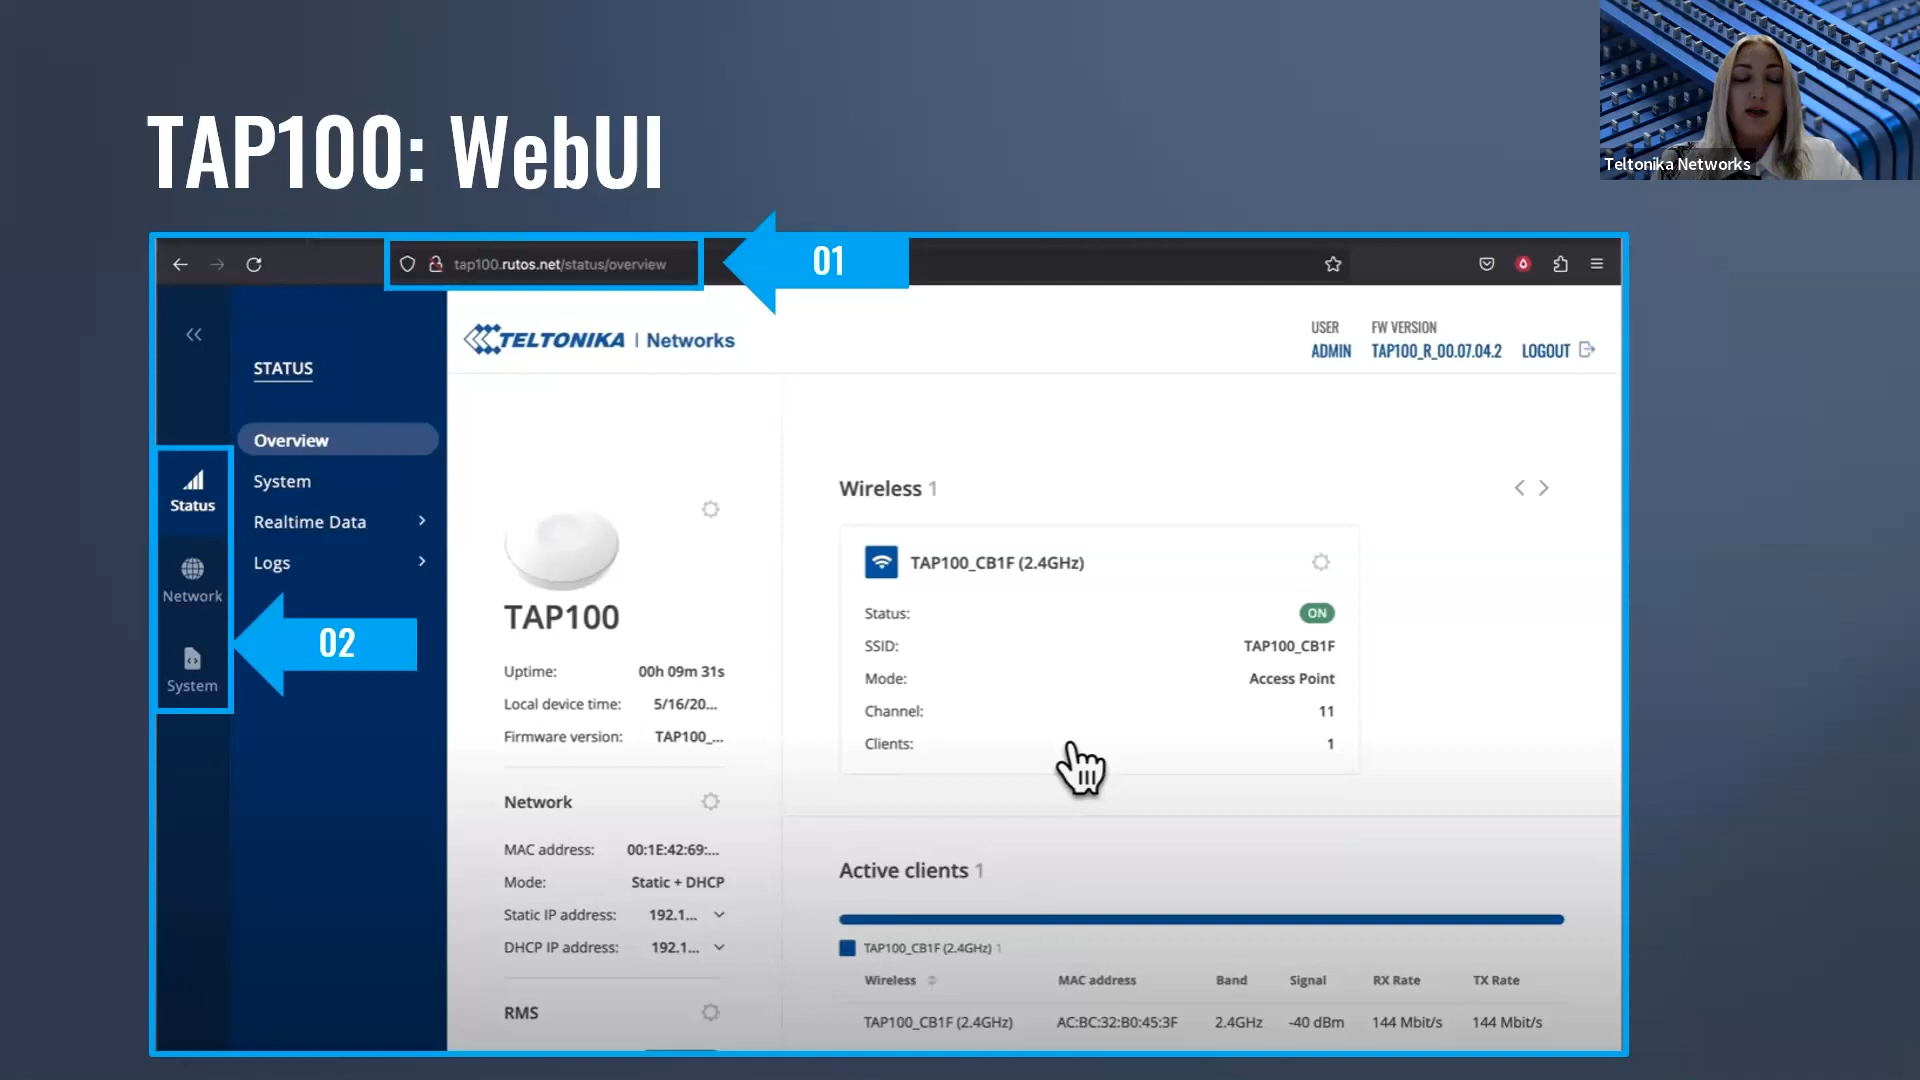 TAP100: WebUI
Teltonika Networks
tap100.rutos.net/status/overview
01
TELTONIKA | Networks
USER
ADMIN
FW VERSION
TAP100_R_00.07.04.2
LOGOUT
STATUS
Overview
System
Realtime Data
Logs
Status
Network
System
02
TAP100
Uptime: 00h 09m 31s
Local device time: 5/16/20...
Firmware version: TAP100_...
Network
MAC address: 00:1E:42:69:...
Mode: Static + DHCP
Static IP address: 192.1...
DHCP IP address: 192.1...
RMS
Wireless 1
TAP100_CB1F (2.4GHz)
Status: ON
SSID: TAP100_CB1F
Mode: Access Point
Channel: 11
Clients: 1
Active clients 1
TAP100_CB1F (2.4GHz) 1
Wireless MAC address Band Signal RX Rate TX Rate
TAP100_CB1F (2.4GHz) AC:BC:32:B0:45:3F 2.4GHz -40 dBm 144 Mbit/s 144 Mbit/s